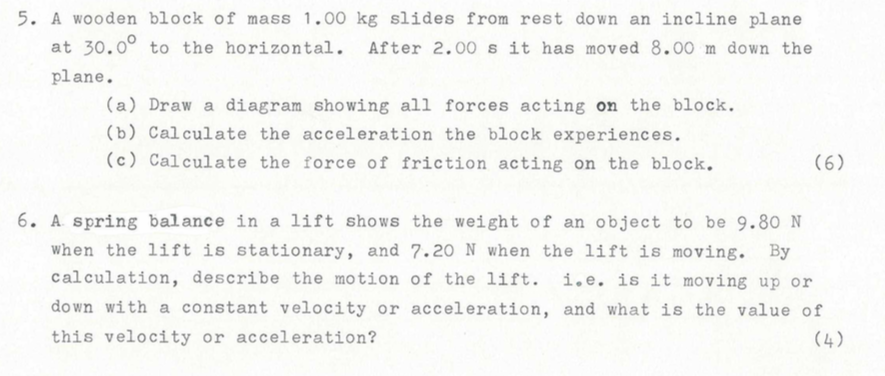 5. A wooden block of mass 1.00 kg slides from rest down an incline plane
at 30.0° to the horizontal. After 2.00 s it has moved 8.00 m down the
plane.
(a) Draw a diagram showing all forces acting on the block.
(b) Calculate the acceleration the block experiences.
(c) Calculate the force of friction acting on the block. (6)
6. A spring balance in a lift shows the weight of an object to be 9.80 N
when the lift is stationary, and 7.20 N when the lift is moving. By
calculation, describe the motion of the lift. i.e. is it moving up or
down with a constant velocity or acceleration, and what is the value of
this velocity or acceleration? (4)